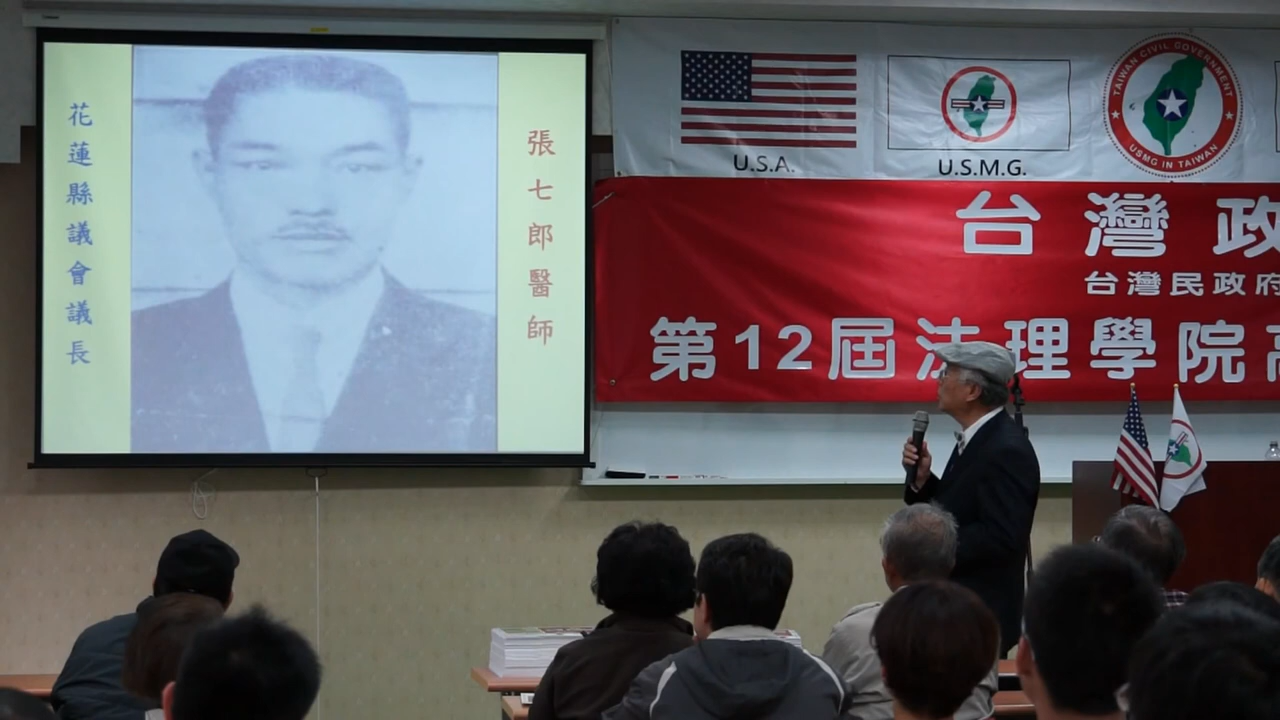 張七郎醫師
花蓮縣議會議長
U.S.A.
U.S.M.G.
TAIWAN CIVIL GOVERNMENT
USMG IN TAIWAN
台灣政
台灣民政府
第12屆法理學院高